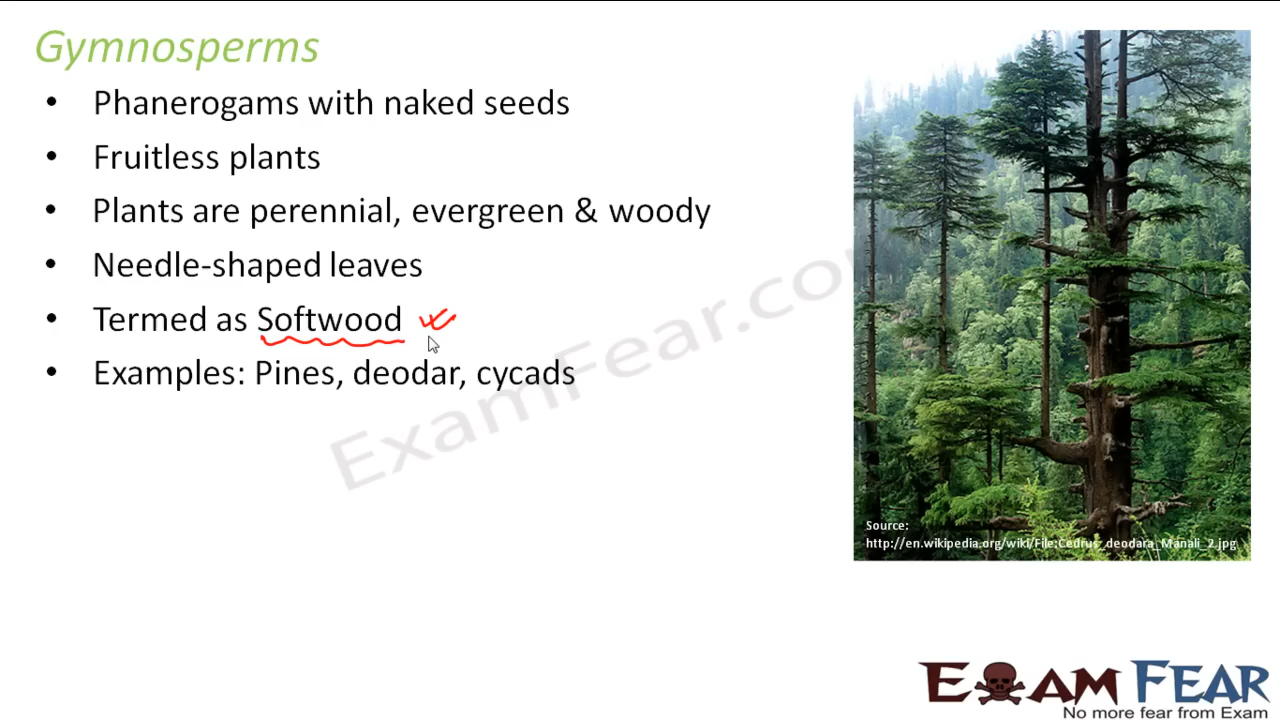 Gymnosperms
• Phanerogams with naked seeds
• Fruitless plants
• Plants are perennial, evergreen & woody
• Needle-shaped leaves
• Termed as Softwood
• Examples: Pines, deodar, cycads
ExamFear.com
Source:
http://en.wikipedia.org/wiki/File:Cedrus_deodara_Manali_2.jpg
EXAM FEAR
No more fear from Exam